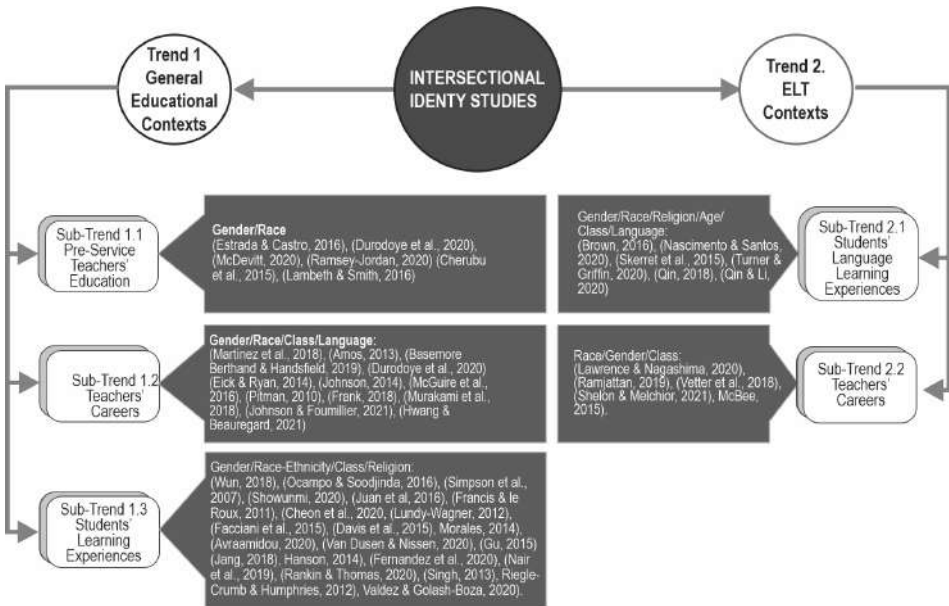 Trend 1
General
Educational
Contexts
INTERSECTIONAL
IDENTY STUDIES
Trend 2.
ELT
Contexts
Sub-Trend 1.1
Pre-Service
Teachers'
Education
Gender/Race
(Estrada & Castro, 2016), (Durodoye et al., 2020),
(McDevitt, 2020), (Ramsey-Jordan, 2020) (Cherubu
et al., 2015), (Lambeth & Smith, 2016)
Gender/Race/Religion/Age/
Class/Language:
(Brown, 2016), (Nascimento & Santos,
2020), (Skerret et al., 2015), (Turner &
Griffin, 2020), (Qin, 2018), (Qin & Li,
2020)
Sub-Trend 2.1
Students'
Language
Learning
Experiences
Sub-Trend 1.2
Teachers'
Careers
Gender/Race/Class/Language:
(Martínez et al., 2018), (Amos, 2013), (Basemore
Berthand & Handsfield, 2019), (Durodoye et al., 2020)
(Eick & Ryan, 2014), (Johnson, 2014), (McGuire et al.,
2016), (Pitman, 2010), (Frank, 2018), (Murakami et al.,
2018), (Johnson & Foumillier, 2021), (Hwang &
Beauregard, 2021)
Race/Gender/Class:
(Lawrence & Nagashima, 2020),
(Ramjattan, 2019), (Vetter et al., 2018),
(Shelon & Melchior, 2021), McBee,
2015).
Sub-Trend 2.2
Teachers'
Careers
Sub-Trend 1.3
Students'
Learning
Experiences
Gender/Race-Ethnicity/Class/Religion:
(Wun, 2018), (Ocampo & Soodjinda, 2016), (Simpson et al.,
2007), (Showunmi, 2020), (Juan et al, 2016), (Francis & le
Roux, 2011), (Cheon et al., 2020, (Lundy-Wagner, 2012),
(Facciani et al., 2015), (Davis et al., 2015), Morales, 2014),
(Avraamidou, 2020), (Van Dusen & Nissen, 2020), (Gu, 2015)
(Jang, 2018). Hanson, 2014), (Fernandez et al., 2020), (Nair
et al., 2019), (Rankin & Thomas, 2020), (Singh, 2013), Riegle-
Crumb & Humphries, 2012), Valdez & Golash-Boza, 2020).